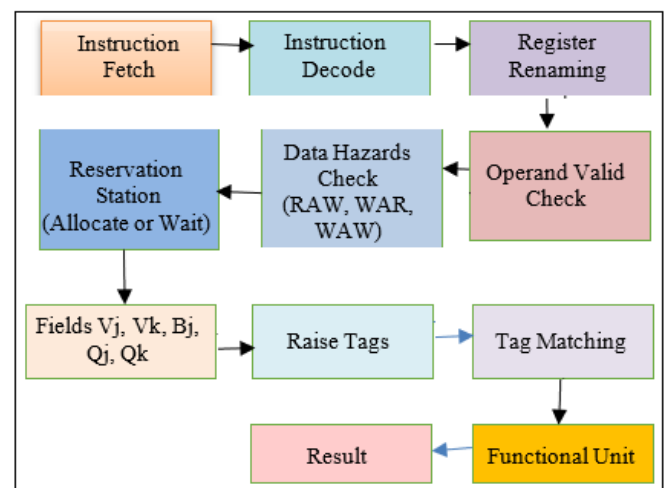 Instruction
Fetch
Instruction
Decode
Register
Renaming
Operand Valid
Check
Data Hazards
Check
(RAW, WAR,
WAW)
Reservation
Station
(Allocate or Wait)
Fields Vj, Vk, Bj,
Qj, Qk
Raise Tags
Tag Matching
Functional Unit
Result